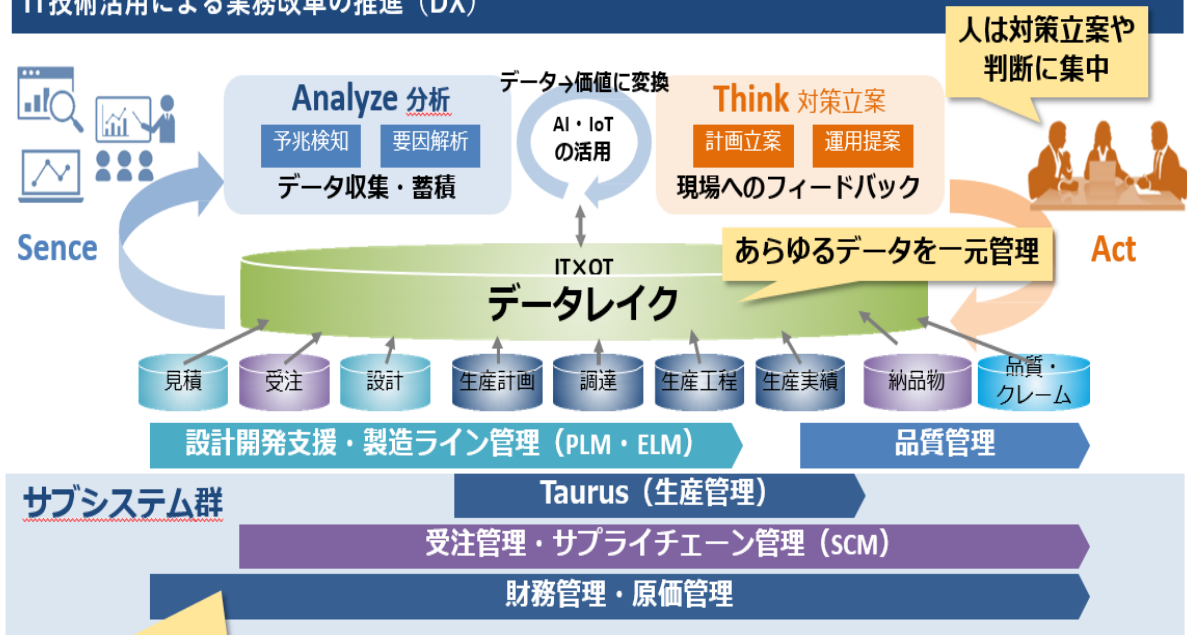 IT技術活用による業務改革の推進（DX）
人は対策立案や
判断に集中
データ→価値に変換
Analyze 分析
予兆検知
要因解析
データ収集・蓄積
AI・IoT
の活用
Think 対策立案
計画立案
運用提案
現場へのフィードバック
Sence
Act
あらゆるデータを一元管理
IT×OT
データレイク
見積
受注
設計
生産計画
調達
生産工程
生産実績
納品物
品質・
クレーム
設計開発支援・製造ライン管理（PLM・ELM）
品質管理
サブシステム群
Taurus（生産管理）
受注管理・サプライチェーン管理（SCM）
財務管理・原価管理